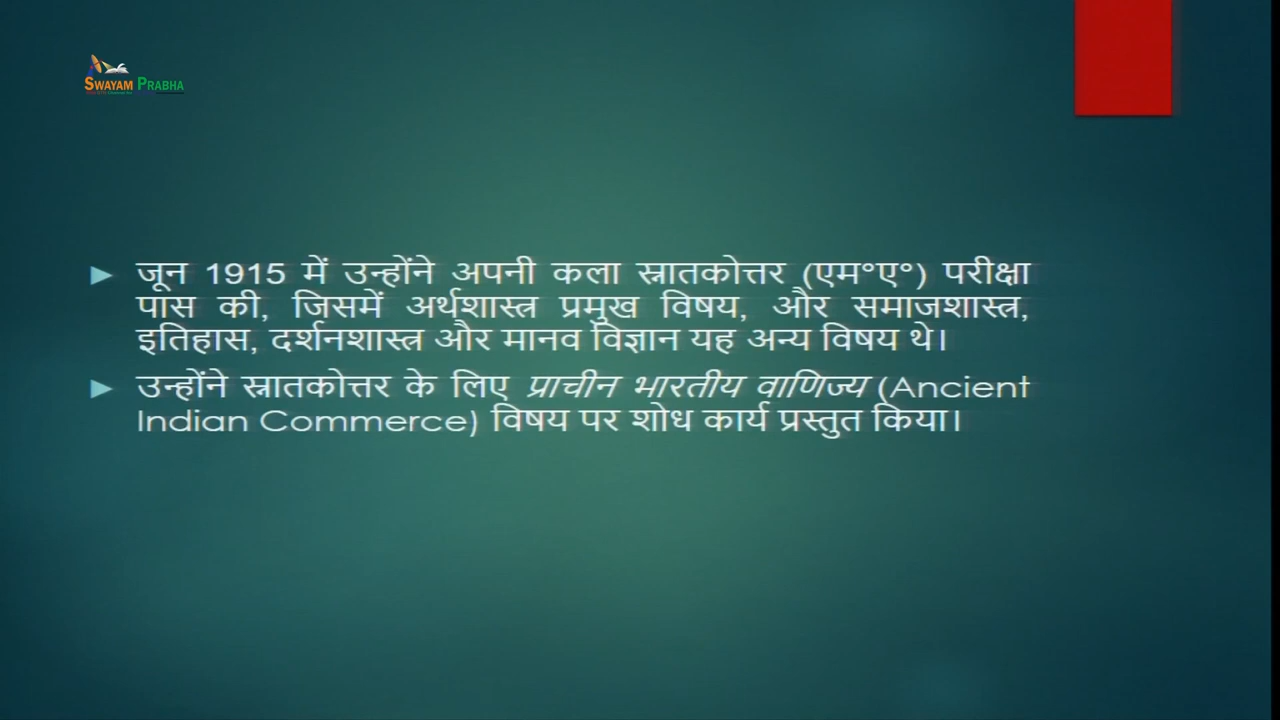 SWAYAM PRABHA
जून 1915 में उन्होंने अपनी कला स्नातकोत्तर (एम॰ए॰) परीक्षा
पास की, जिसमें अर्थशास्त्र प्रमुख विषय, और समाजशास्त्र,
इतिहास, दर्शनशास्त्र और मानव विज्ञान यह अन्य विषय थे।
उन्होंने स्नातकोत्तर के लिए प्राचीन भारतीय वाणिज्य (Ancient
Indian Commerce) विषय पर शोध कार्य प्रस्तुत किया।